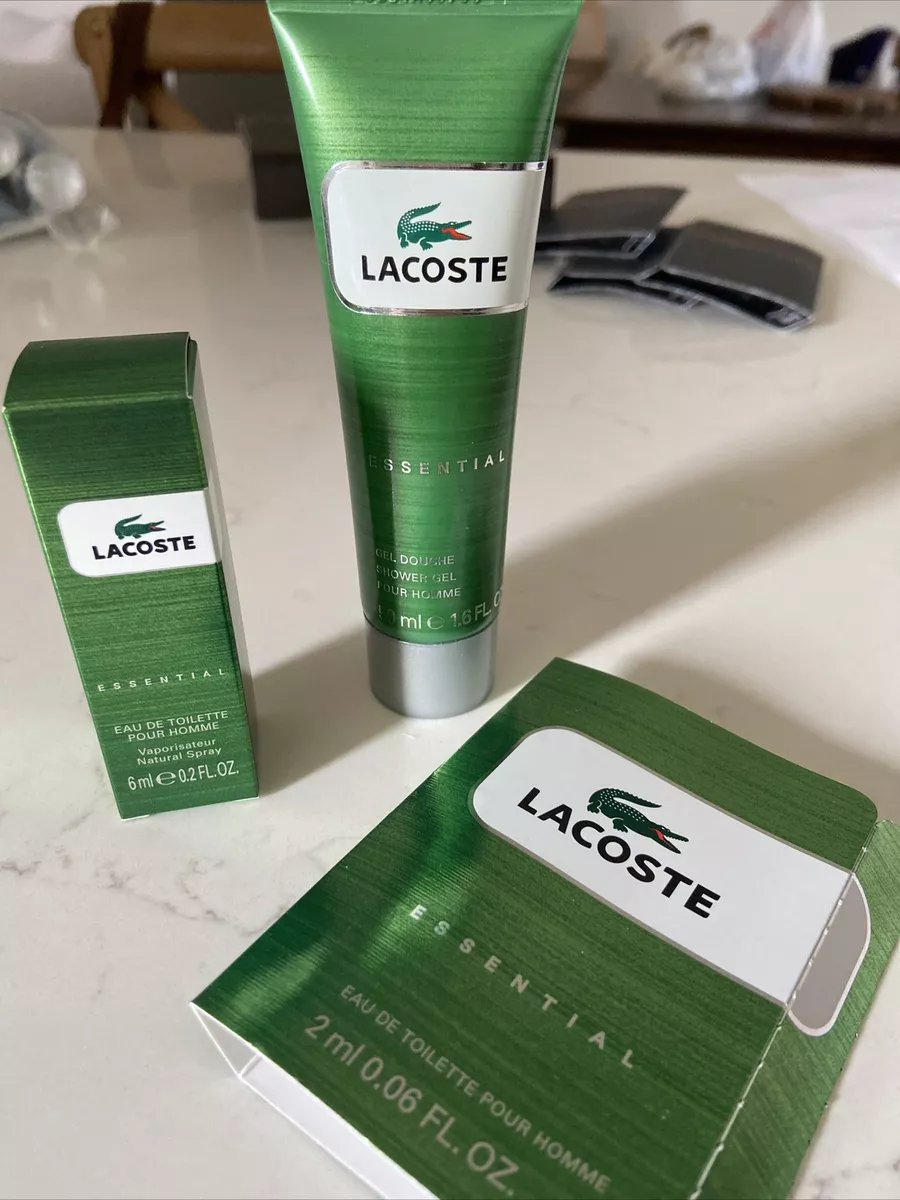 LACOSTE
ESSENTIAL
GEL DOUCHE
SHOWER GEL
POUR HOMME
ml e 1.6 FL.
LACOSTE
ESSENTIAL
EAU DE TOILETTE
POUR HOMME
Vaporisateur
Natural Spray
6 ml e 0.2 FL.OZ.
LACOSTE
ESSENTIAL
EAU DE TOILETTE POUR HOMME
2 ml 0.06 FL. OZ.